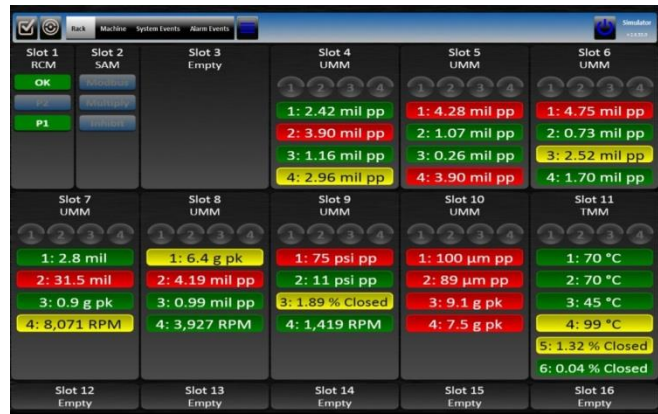 Rack Machine System Events Alarm Events
Simulator
Slot 1
RCM
OK
P2
P1
Slot 2
SAM
Modbus
Multiply
Inhibit
Slot 3
Empty
Slot 4
UMM
1 2 3 4
1: 2.42 mil pp
2: 3.90 mil pp
3: 1.16 mil pp
4: 2.96 mil pp
Slot 5
UMM
1 2 3 4
1: 4.28 mil pp
2: 1.07 mil pp
3: 0.26 mil pp
4: 3.90 mil pp
Slot 6
UMM
1 2 3 4
1: 4.75 mil pp
2: 0.73 mil pp
3: 2.52 mil pp
4: 1.70 mil pp
Slot 7
UMM
1 2 3 4
1: 2.8 mil
2: 31.5 mil
3: 0.9 g pk
4: 8,071 RPM
Slot 8
UMM
1 2 3 4
1: 6.4 g pk
2: 4.19 mil pp
3: 0.99 mil pp
4: 3,927 RPM
Slot 9
UMM
1 2 3 4
1: 75 psi pp
2: 11 psi pp
3: 1.89 % Closed
4: 1,419 RPM
Slot 10
UMM
1 2 3 4
1: 100 µm pp
2: 89 µm pp
3: 9.1 g pk
4: 7.5 g pk
Slot 11
TMM
1 2 3 4
1: 70 °C
2: 70 °C
3: 45 °C
4: 99 °C
5: 1.32 % Closed
6: 0.04 % Closed
Slot 12
Empty
Slot 13
Empty
Slot 14
Empty
Slot 15
Empty
Slot 16
Empty